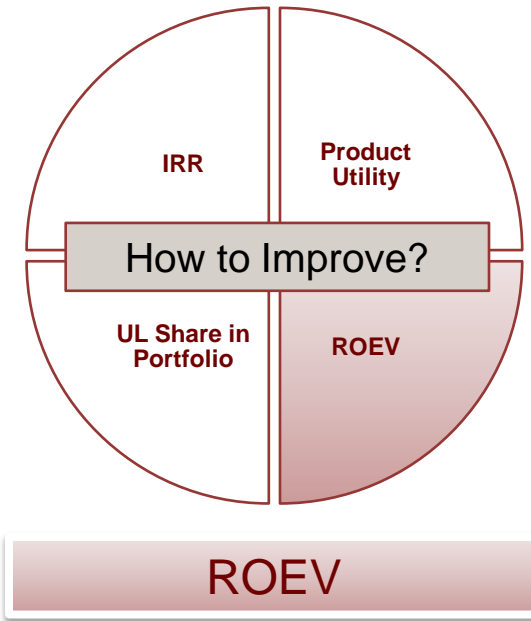 IRR
Product
Utility
How to Improve?
UL Share in
Portfolio
ROEV
ROEV